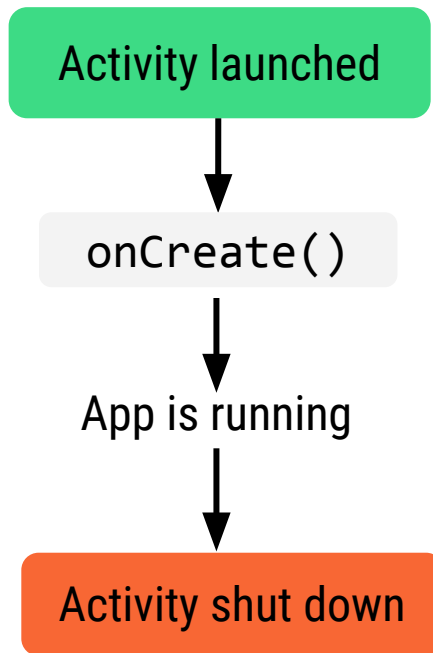 Activity launched
onCreate()
App is running
Activity shut down